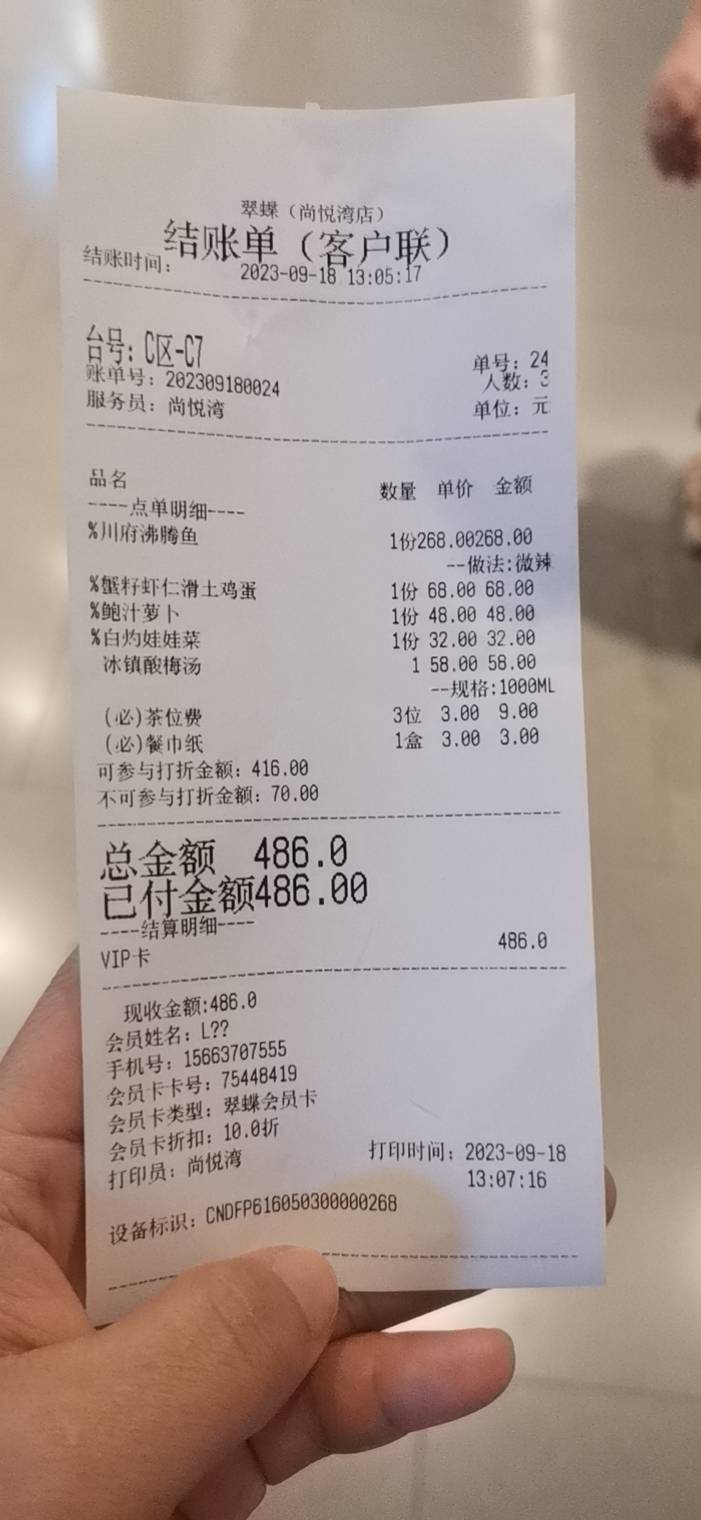 翠蝶（尚悦湾店）
结账单（客户联）
结账时间： 2023-09-18 13:05:17
台号：C区-C7
单号：24
账单号：202309180024 人数：3
服务员：尚悦湾 单位：元
品名 数量 单价 金额
----点单明细----
%川府沸腾鱼 1份268.00268.00
--做法:微辣
%蟹籽虾仁滑土鸡蛋 1份 68.00 68.00
%鲍汁萝卜 1份 48.00 48.00
%白灼娃娃菜 1份 32.00 32.00
冰镇酸梅汤 1 58.00 58.00
--规格:1000ML
(必)茶位费 3位 3.00 9.00
(必)餐巾纸 1盒 3.00 3.00
可参与打折金额：416.00
不可参与打折金额：70.00
总金额 486.0
已付金额486.00
----结算明细----
VIP卡 486.0
现收金额:486.0
会员姓名：L??
手机号：15663707555
会员卡卡号：75448419
会员卡类型：翠蝶会员卡
会员卡折扣：10.0折
打印员：尚悦湾 打印时间：2023-09-18
13:07:16
设备标识：CNDFP616050300000268